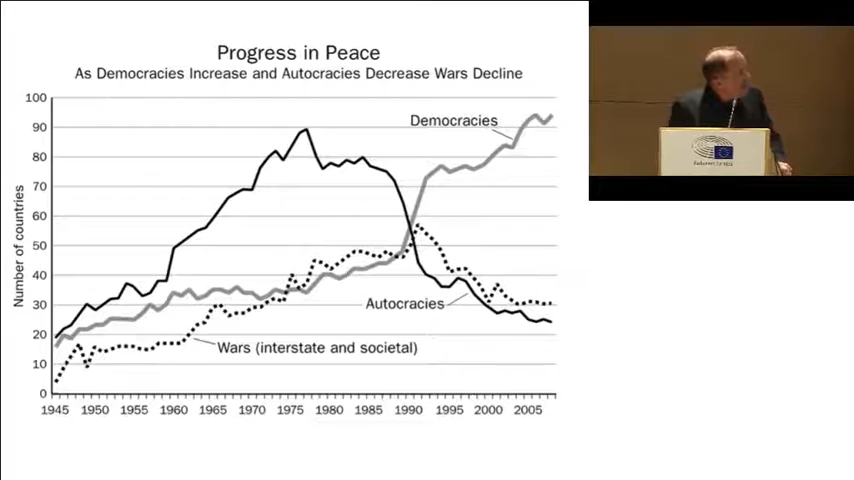 Progress in Peace
As Democracies Increase and Autocracies Decrease Wars Decline
Number of countries
100
90
80
70
60
50
40
30
20
10
0
Democracies
Autocracies
Wars (interstate and societal)
1945 1950 1955 1960 1965 1970 1975 1980 1985 1990 1995 2000 2005